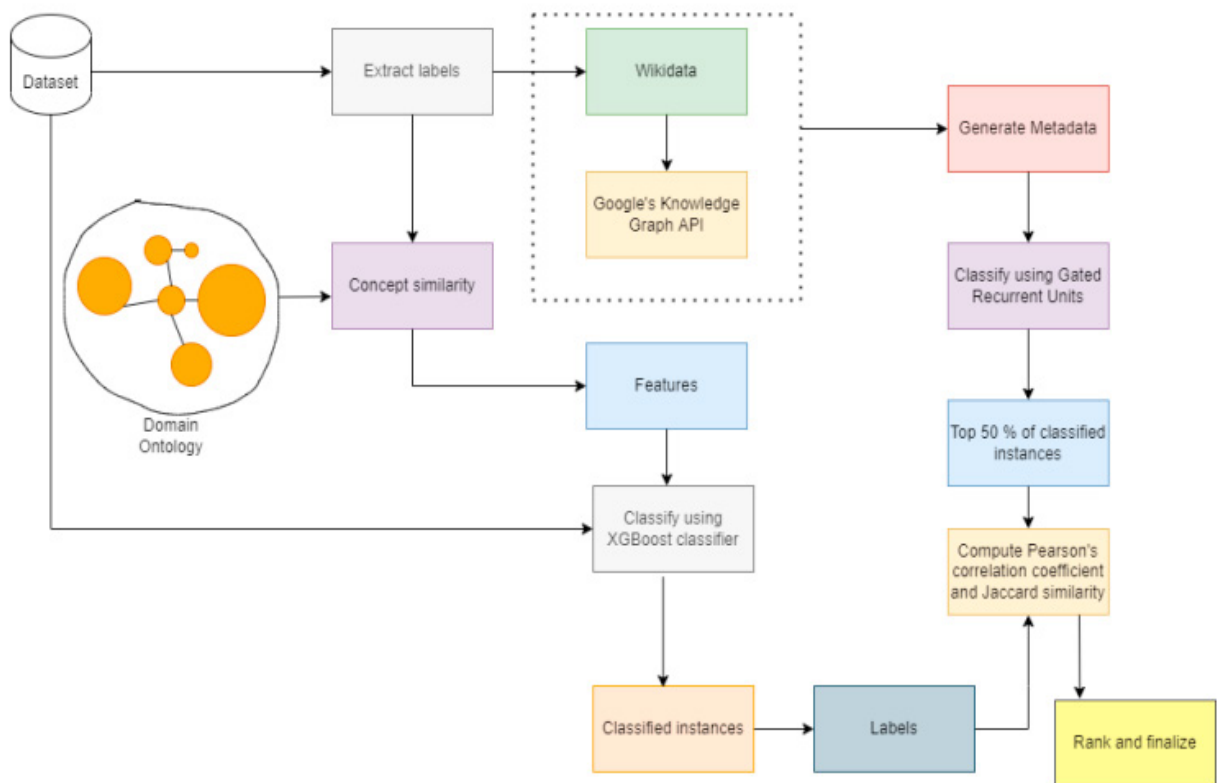 Dataset
Extract labels
Wikidata
Generate Metadata
Google's Knowledge
Graph API
Concept similarity
Classify using Gated
Recurrent Units
Domain
Ontology
Features
Top 50 % of classified
instances
Classify using
XGBoost classifier
Compute Pearson's
correlation coefficient
and Jaccard similarity
Classified instances
Labels
Rank and finalize